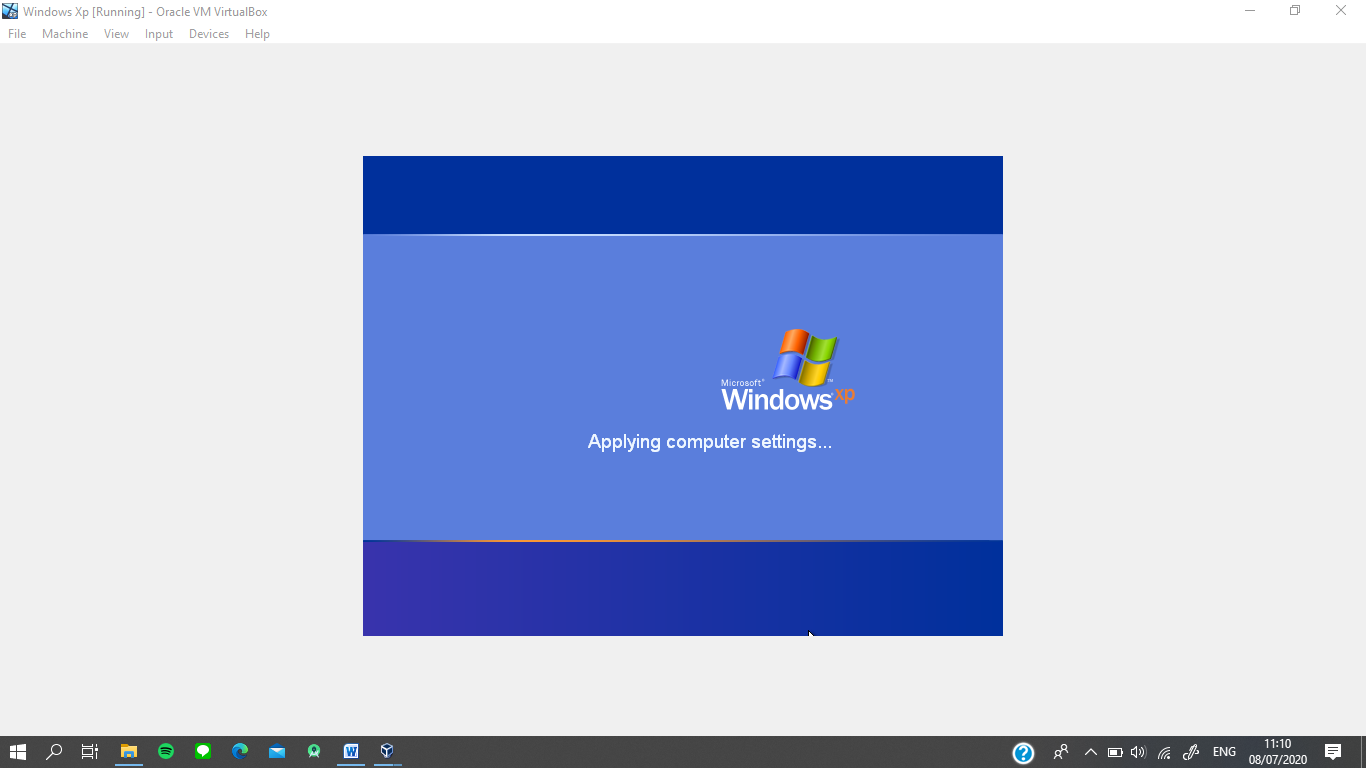 Windows Xp [Running] - Oracle VM VirtualBox
File Machine View Input Devices Help
Microsoft®
Windows xp ™
Applying computer settings...
ENG
11:10
08/07/2020